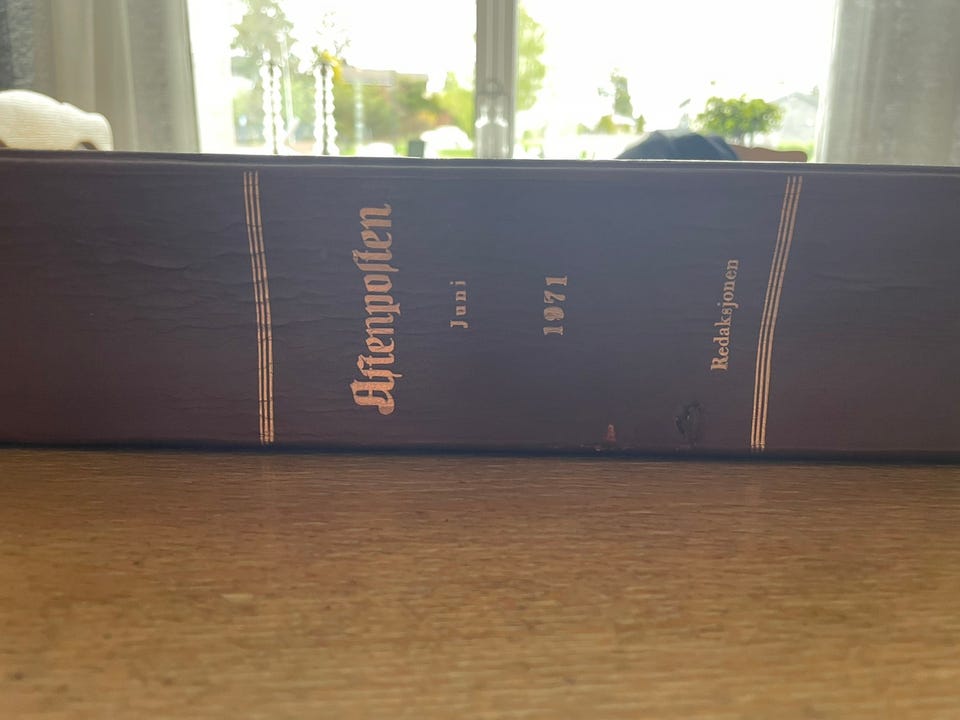 Aftenposten
Juni
1971
Redaksjonen